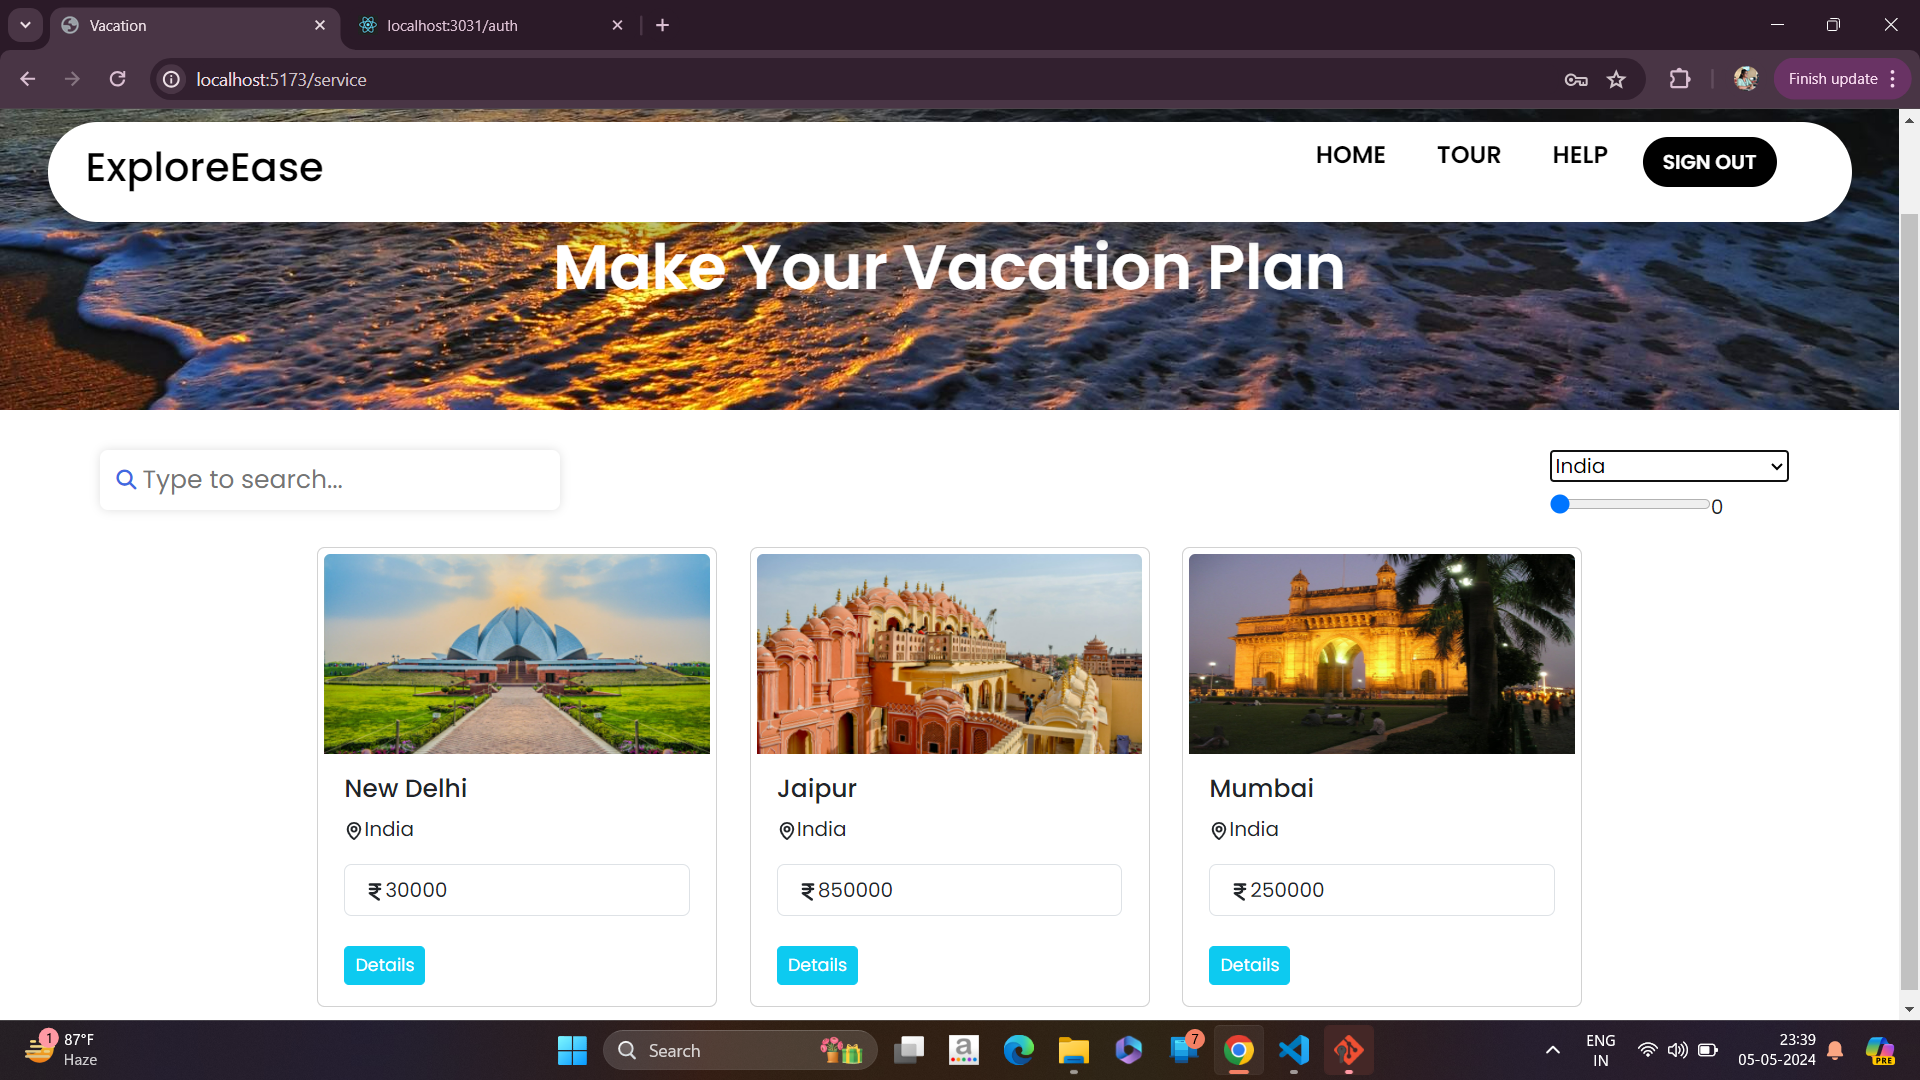 Vacation
localhost:3031/auth
localhost:5173/service
Finish update
ExploreEase
HOME
TOUR
HELP
SIGN OUT
Make Your Vacation Plan
Type to search...
India
0
New Delhi
India
₹30000
Details
Jaipur
India
₹850000
Details
Mumbai
India
₹250000
Details
1
87°F
Haze
Search
a
7
ENG
IN
23:39
05-05-2024
PRE